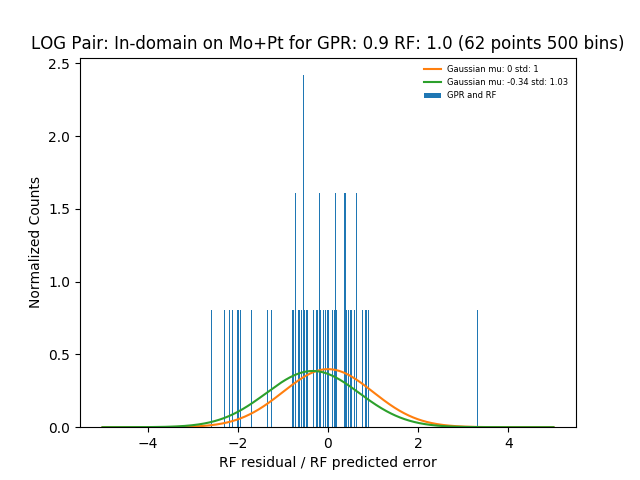 LOG Pair: In-domain on Mo+Pt for GPR: 0.9 RF: 1.0 (62 points 500 bins)
Gaussian mu: 0 std: 1
Gaussian mu: -0.34 std: 1.03
GPR and RF
Normalized Counts
2.5
2.0
1.5
1.0
0.5
0.0
−4 −2 0 2 4
RF residual / RF predicted error